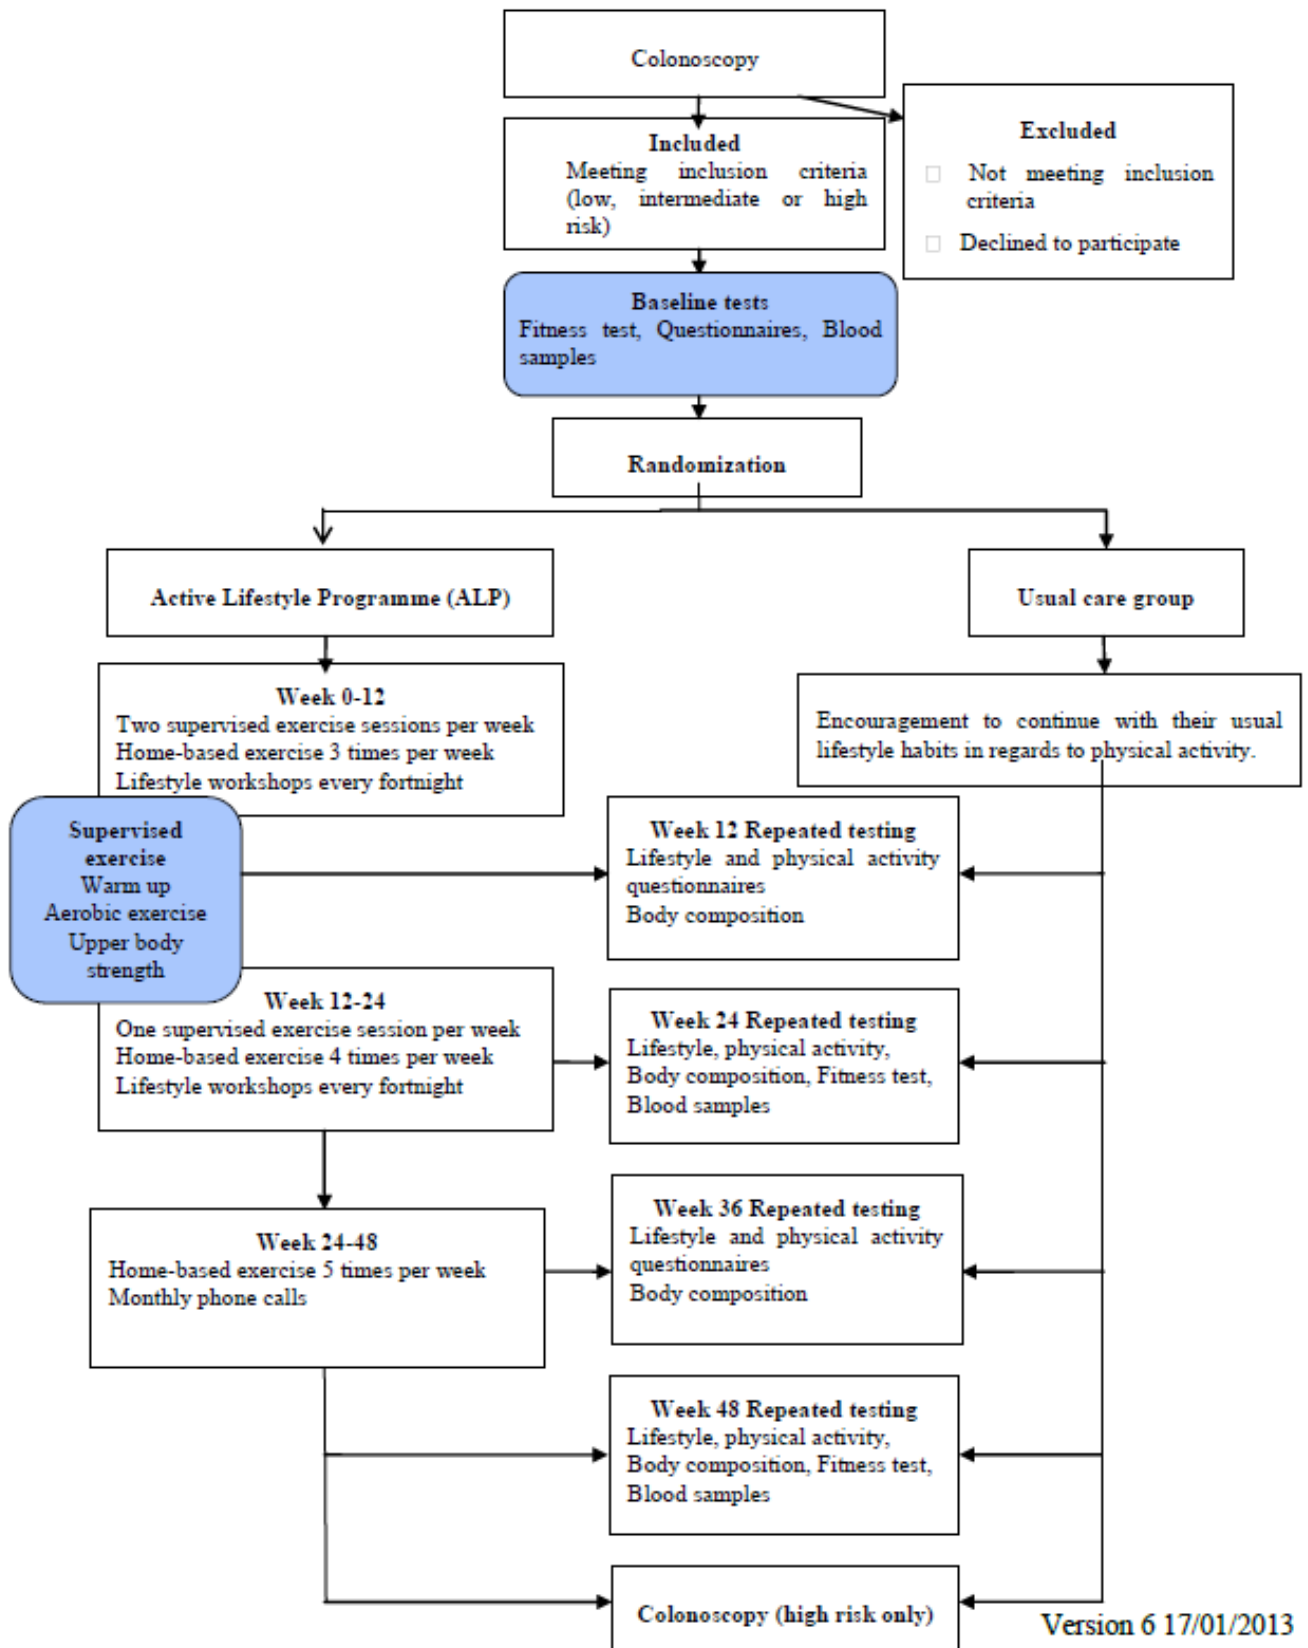 Colonoscopy
Included
Meeting inclusion criteria
(low, intermediate or high
risk)
Excluded
Not meeting inclusion
criteria
Declined to participate
Baseline tests
Fitness test, Questionnaires, Blood
samples
Randomization
Active Lifestyle Programme (ALP)
Usual care group
Week 0-12
Two supervised exercise sessions per week
Home-based exercise 3 times per week
Lifestyle workshops every fortnight
Encouragement to continue with their usual
lifestyle habits in regards to physical activity.
Supervised
exercise
Warm up
Aerobic exercise
Upper body
strength
Week 12 Repeated testing
Lifestyle and physical activity
questionnaires
Body composition
Week 12-24
One supervised exercise session per week
Home-based exercise 4 times per week
Lifestyle workshops every fortnight
Week 24 Repeated testing
Lifestyle, physical activity,
Body composition, Fitness test,
Blood samples
Week 24-48
Home-based exercise 5 times per week
Monthly phone calls
Week 36 Repeated testing
Lifestyle and physical activity
questionnaires
Body composition
Week 48 Repeated testing
Lifestyle, physical activity,
Body composition, Fitness test,
Blood samples
Colonoscopy (high risk only)
Version 6 17/01/2013